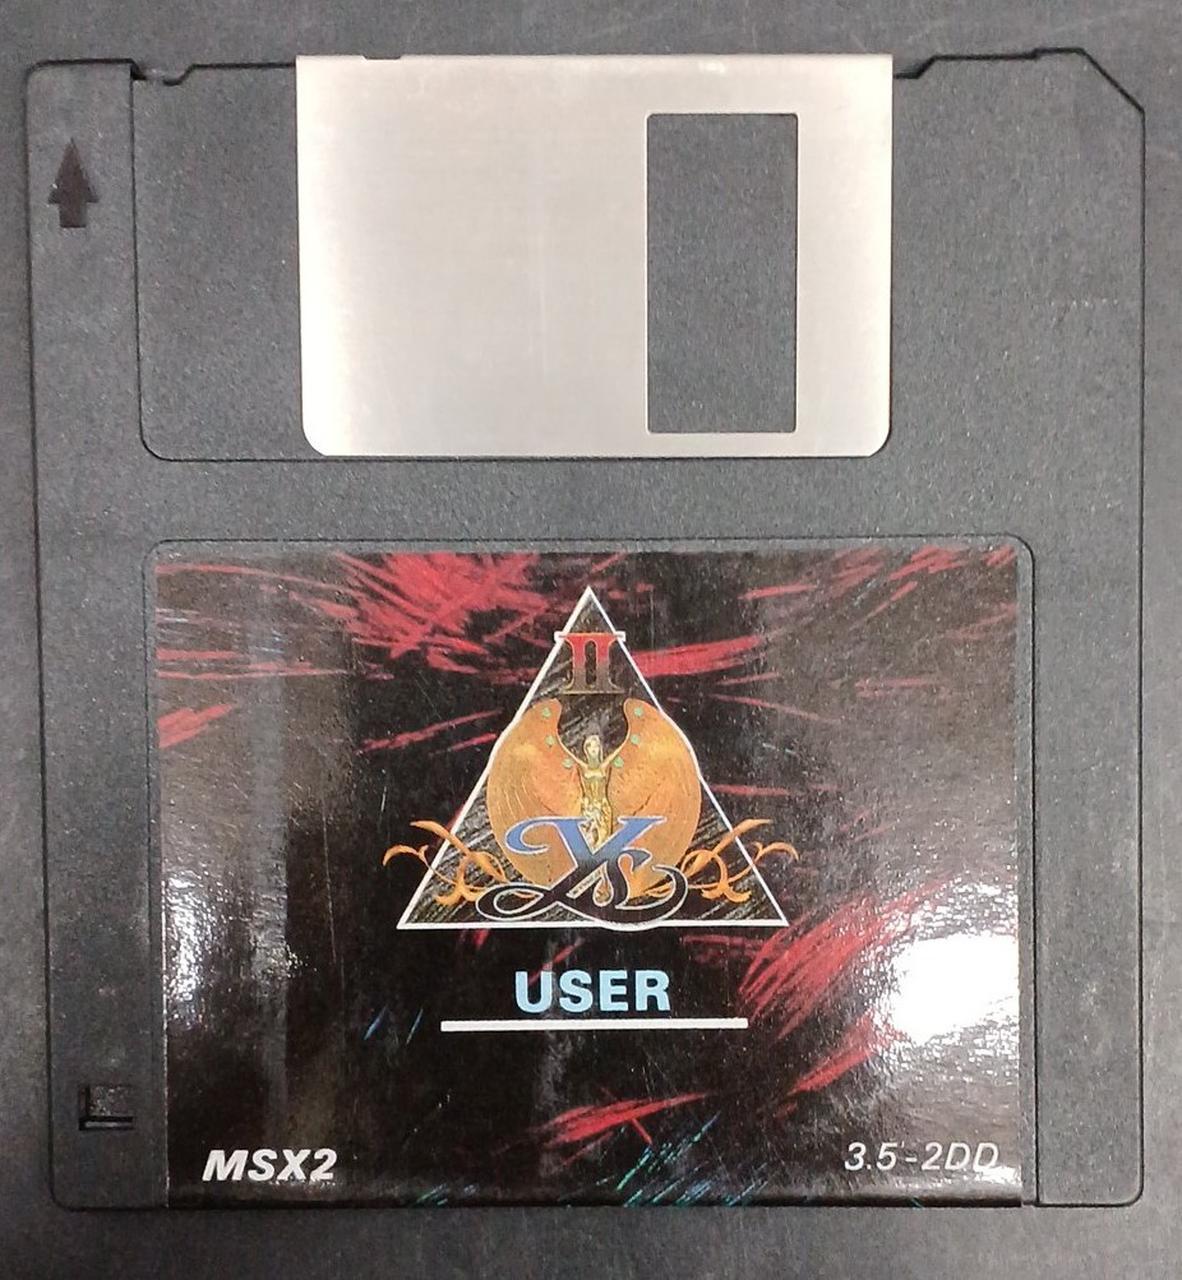 II
Ys
USER
MSX2
3.5-2DD